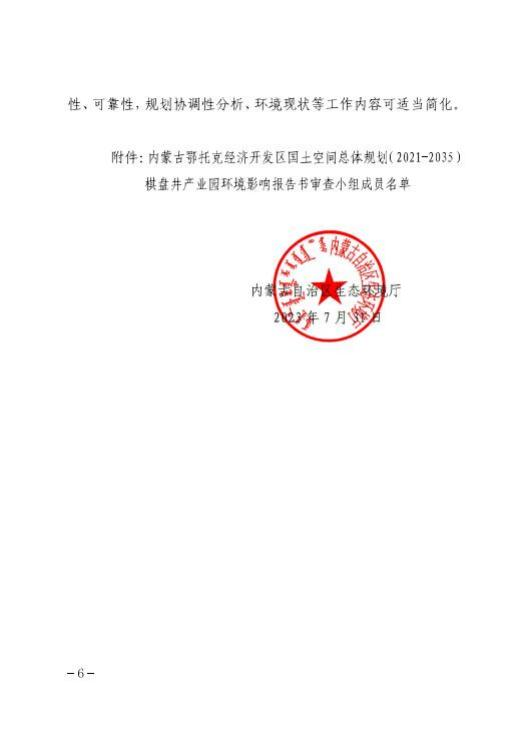 性、可靠性，规划协调性分析、环境现状等工作内容可适当简化。
附件：内蒙古鄂托克经济开发区国土空间总体规划(2021-2035)
棋盘井产业园环境影响报告书审查小组成员名单
内蒙古自治区生态环境厅
2023年7月31日
-6-